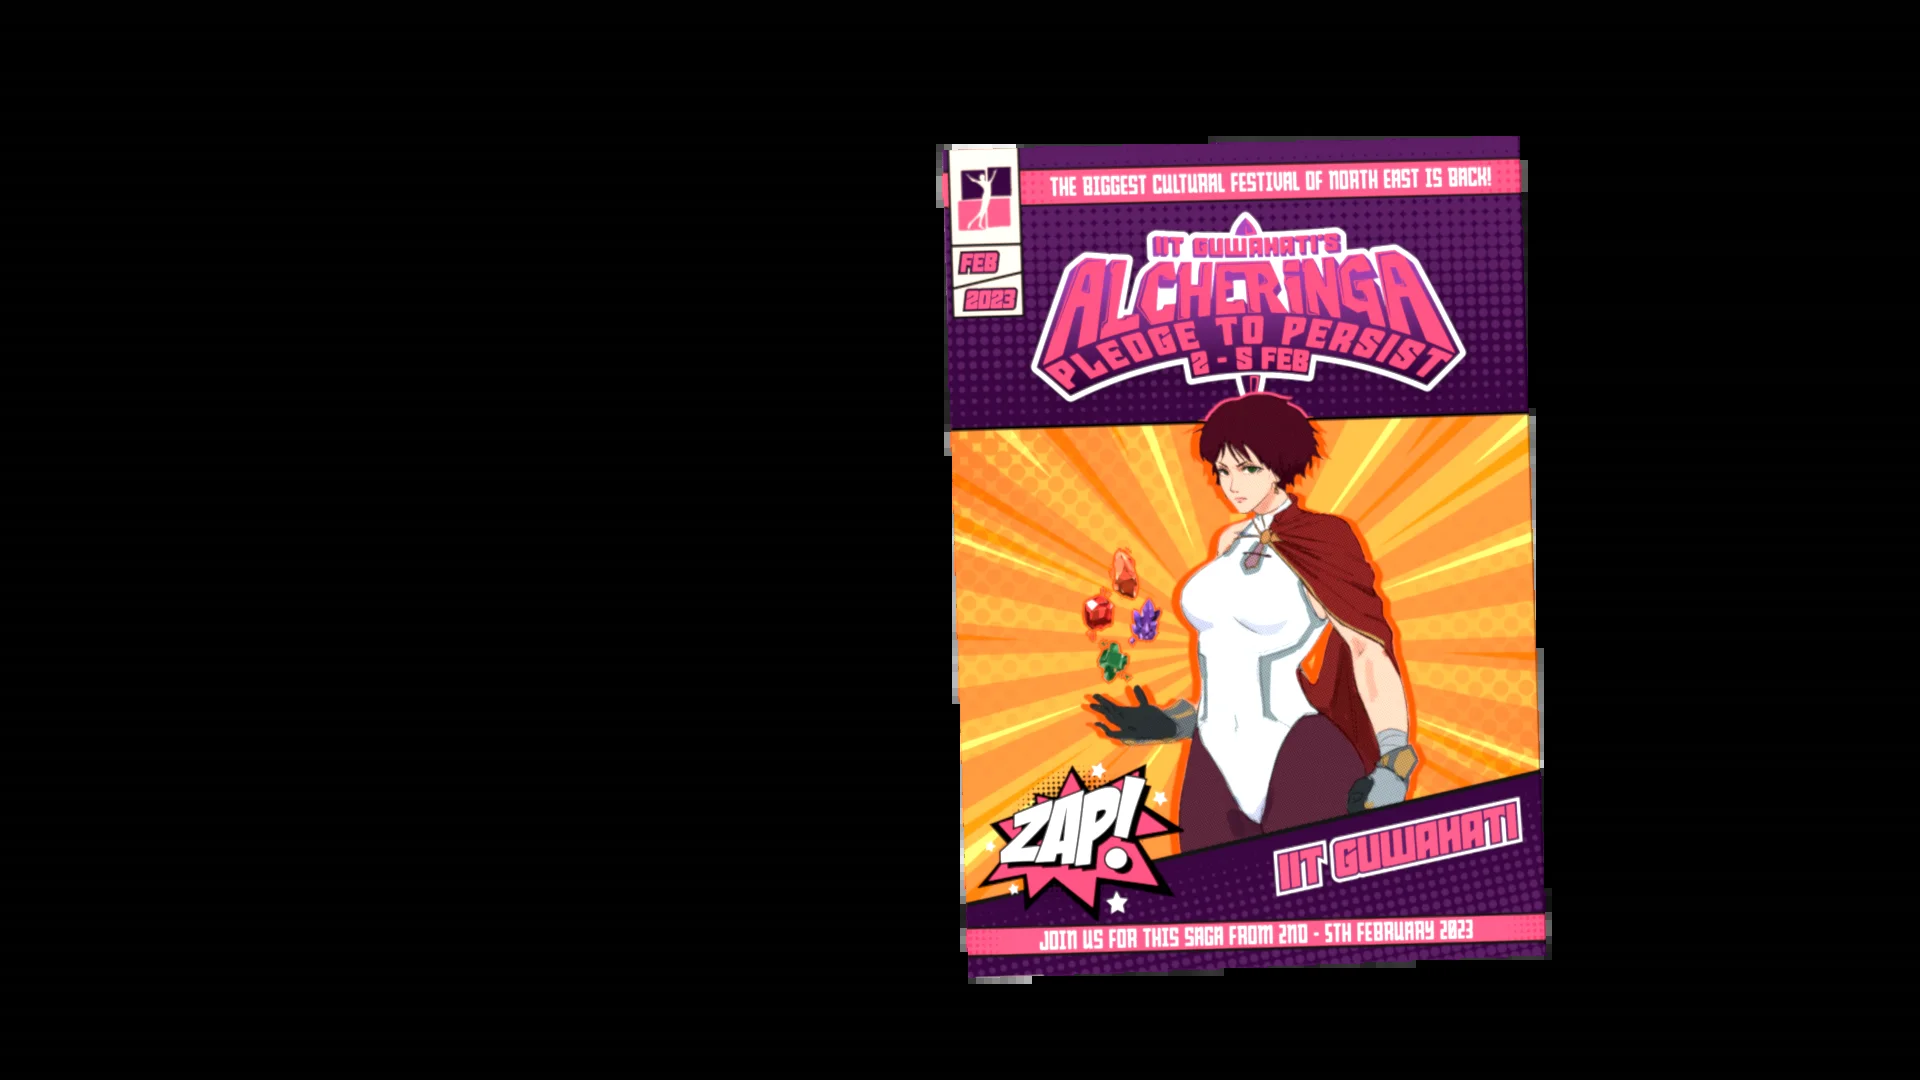 THE BIGGEST CULTURAL FESTIVAL OF NORTH EAST IS BACK!
FEB
2023
IIT GUWAHATI'S
ALCHERINGA
PLEDGE TO PERSIST
2 - 5 FEB
ZAP!
IIT GUWAHATI
JOIN US FOR THIS SAGA FROM 2ND - 5TH FEBRUARY 2023